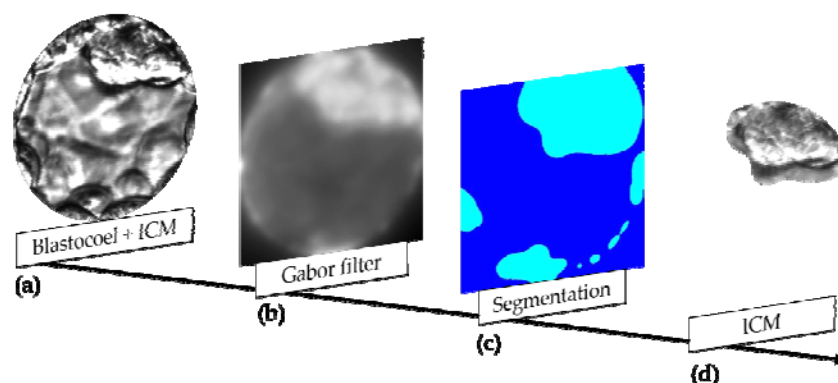 Blastocoel + ICM
(a)
Gabor filter
(b)
Segmentation
(c)
ICM
(d)